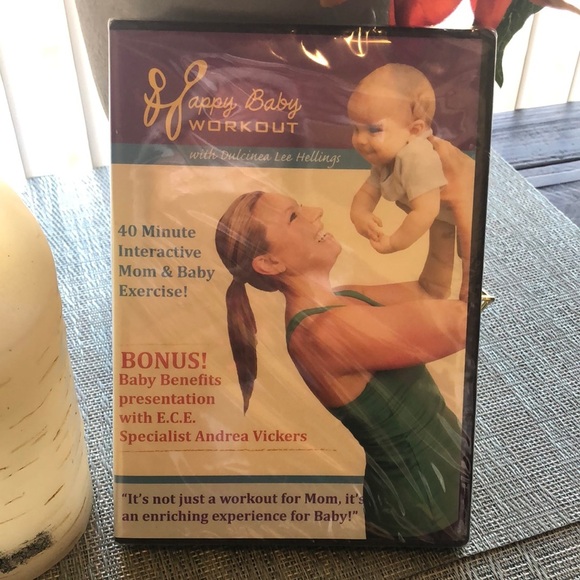 Happy Baby
WORKOUT
with Dulcinea Lee Hellings
40 Minute
Interactive
Mom & Baby
Exercise!
BONUS!
Baby Benefits
presentation
with E.C.E.
Specialist Andrea Vickers
"It's not just a workout for Mom, it's
an enriching experience for Baby!"